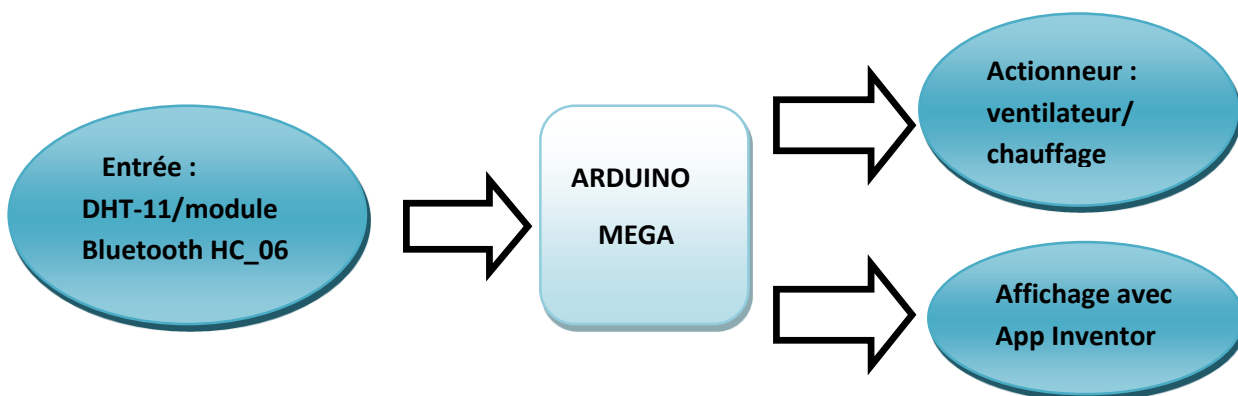 Entrée :
DHT-11/module
Bluetooth HC_06
ARDUINO
MEGA
Actionneur :
ventilateur/
chauffage
Affichage avec
App Inventor